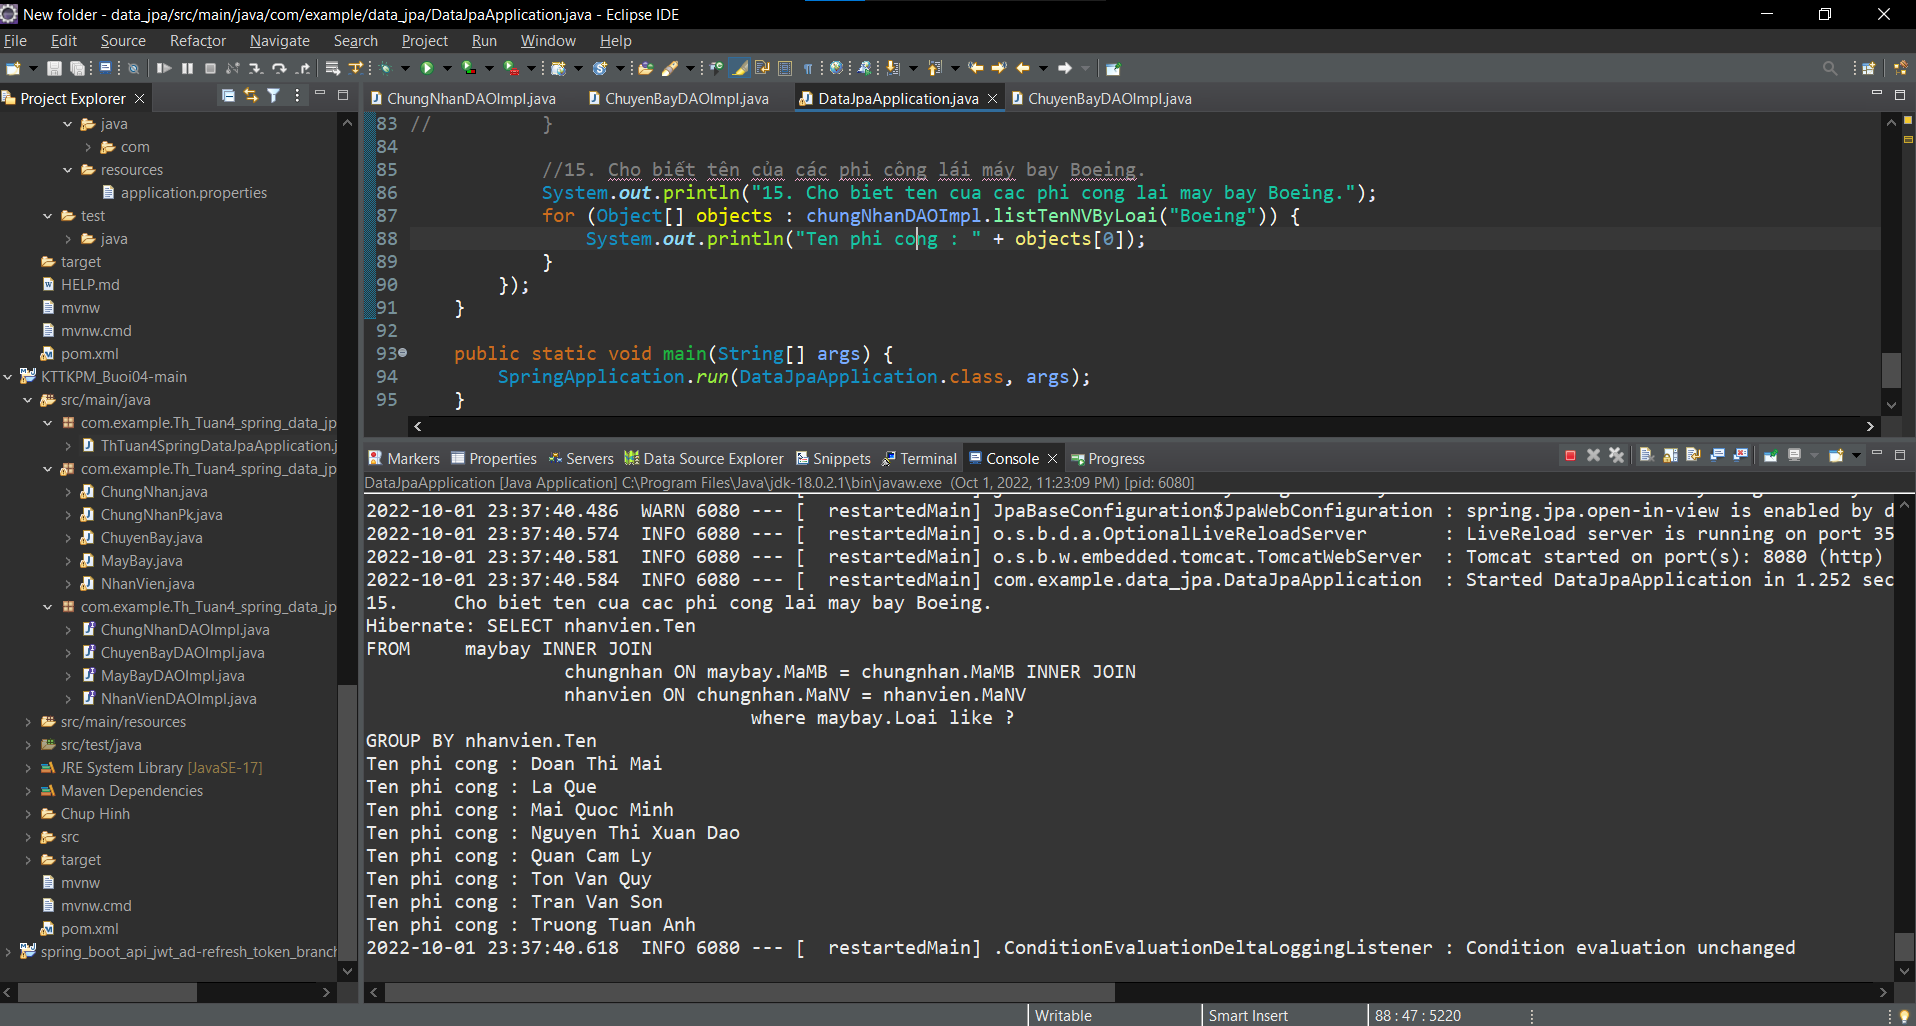 New folder - data_jpa/src/main/java/com/example/data_jpa/DataJpaApplication.java - Eclipse IDE
File Edit Source Refactor Navigate Search Project Run Window Help
Project Explorer
java
com
resources
application.properties
test
java
target
HELP.md
mvnw
mvnw.cmd
pom.xml
KTTKPM_Buoi04-main
src/main/java
com.example.Th_Tuan4_spring_data_jp
ThTuan4SpringDataJpaApplication.j
com.example.Th_Tuan4_spring_data_jp
ChungNhan.java
ChungNhanPk.java
ChuyenBay.java
MayBay.java
NhanVien.java
com.example.Th_Tuan4_spring_data_jp
ChungNhanDAOImpl.java
ChuyenBayDAOImpl.java
MayBayDAOImpl.java
NhanVienDAOImpl.java
src/main/resources
src/test/java
JRE System Library [JavaSE-17]
Maven Dependencies
Chup Hinh
src
target
mvnw
mvnw.cmd
pom.xml
spring_boot_api_jwt_ad-refresh_token_branch
ChungNhanDAOImpl.java ChuyenBayDAOImpl.java DataJpaApplication.java ChuyenBayDAOImpl.java
83 // }
84
85 //15. Cho biết tên của các phi công lái máy bay Boeing.
86 System.out.println("15. Cho biet ten cua cac phi cong lai may bay Boeing.");
87 for (Object[] objects : chungNhanDAOImpl.listTenNVByLoai("Boeing")) {
88 System.out.println("Ten phi cong : " + objects[0]);
89 }
90 });
91 }
92
93 public static void main(String[] args) {
94 SpringApplication.run(DataJpaApplication.class, args);
95 }
Markers Properties Servers Data Source Explorer Snippets Terminal Console Progress
DataJpaApplication [Java Application] C:\Program Files\Java\jdk-18.0.2.1\bin\javaw.exe (Oct 1, 2022, 11:23:09 PM) [pid: 6080]
2022-10-01 23:37:40.486 WARN 6080 --- [ restartedMain] JpaBaseConfiguration$JpaWebConfiguration : spring.jpa.open-in-view is enabled by d
2022-10-01 23:37:40.574 INFO 6080 --- [ restartedMain] o.s.b.d.a.OptionalLiveReloadServer : LiveReload server is running on port 35
2022-10-01 23:37:40.581 INFO 6080 --- [ restartedMain] o.s.b.w.embedded.tomcat.TomcatWebServer : Tomcat started on port(s): 8080 (http)
2022-10-01 23:37:40.584 INFO 6080 --- [ restartedMain] com.example.data_jpa.DataJpaApplication : Started DataJpaApplication in 1.252 sec
15. Cho biet ten cua cac phi cong lai may bay Boeing.
Hibernate: SELECT nhanvien.Ten
FROM maybay INNER JOIN
chungnhan ON maybay.MaMB = chungnhan.MaMB INNER JOIN
nhanvien ON chungnhan.MaNV = nhanvien.MaNV
where maybay.Loai like ?
GROUP BY nhanvien.Ten
Ten phi cong : Doan Thi Mai
Ten phi cong : La Que
Ten phi cong : Mai Quoc Minh
Ten phi cong : Nguyen Thi Xuan Dao
Ten phi cong : Quan Cam Ly
Ten phi cong : Ton Van Quy
Ten phi cong : Tran Van Son
Ten phi cong : Truong Tuan Anh
2022-10-01 23:37:40.618 INFO 6080 --- [ restartedMain] .ConditionEvaluationDeltaLoggingListener : Condition evaluation unchanged
Writable Smart Insert 88 : 47 : 5220